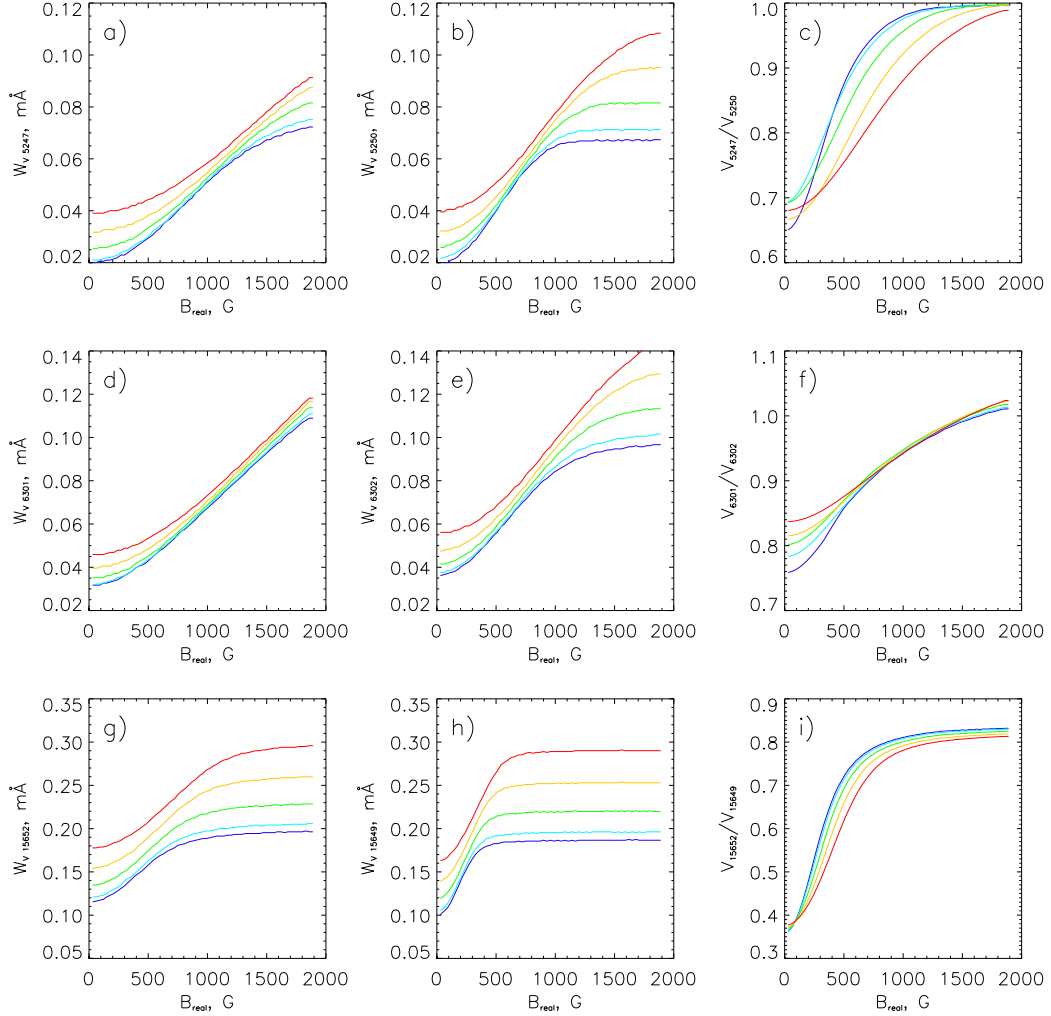 a)
0.12
0.10
0.08
0.06
0.04
0.02
W_V 5247, mÅ
0 500 1000 1500 2000
B_real, G
b)
0.12
0.10
0.08
0.06
0.04
0.02
W_V 5250, mÅ
0 500 1000 1500 2000
B_real, G
c)
1.0
0.9
0.8
0.7
0.6
V_5247/V_5250
0 500 1000 1500 2000
B_real, G
d)
0.14
0.12
0.10
0.08
0.06
0.04
0.02
W_V 6301, mÅ
0 500 1000 1500 2000
B_real, G
e)
0.14
0.12
0.10
0.08
0.06
0.04
0.02
W_V 6302, mÅ
0 500 1000 1500 2000
B_real, G
f)
1.1
1.0
0.9
0.8
0.7
V_6301/V_6302
0 500 1000 1500 2000
B_real, G
g)
0.35
0.30
0.25
0.20
0.15
0.10
0.05
W_V 15652, mÅ
0 500 1000 1500 2000
B_real, G
h)
0.35
0.30
0.25
0.20
0.15
0.10
0.05
W_V 15649, mÅ
0 500 1000 1500 2000
B_real, G
i)
0.9
0.8
0.7
0.6
0.5
0.4
0.3
V_15652/V_15649
0 500 1000 1500 2000
B_real, G